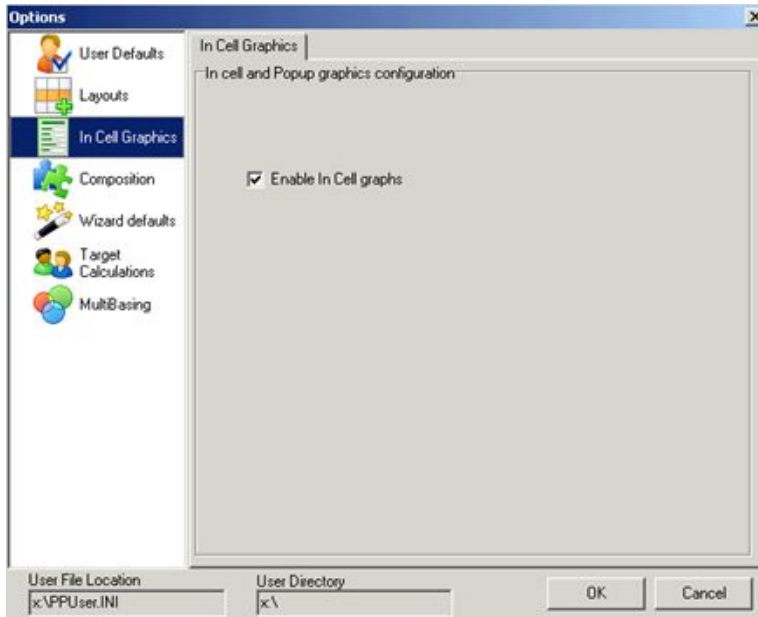 Options
User Defaults
Layouts
In Cell Graphics
Composition
Wizard defaults
Target
Calculations
MultiBasing
In Cell Graphics
In cell and Popup graphics configuration
Enable In Cell graphs
User File Location
x:\PPUser.INI
User Directory
x:\
OK
Cancel